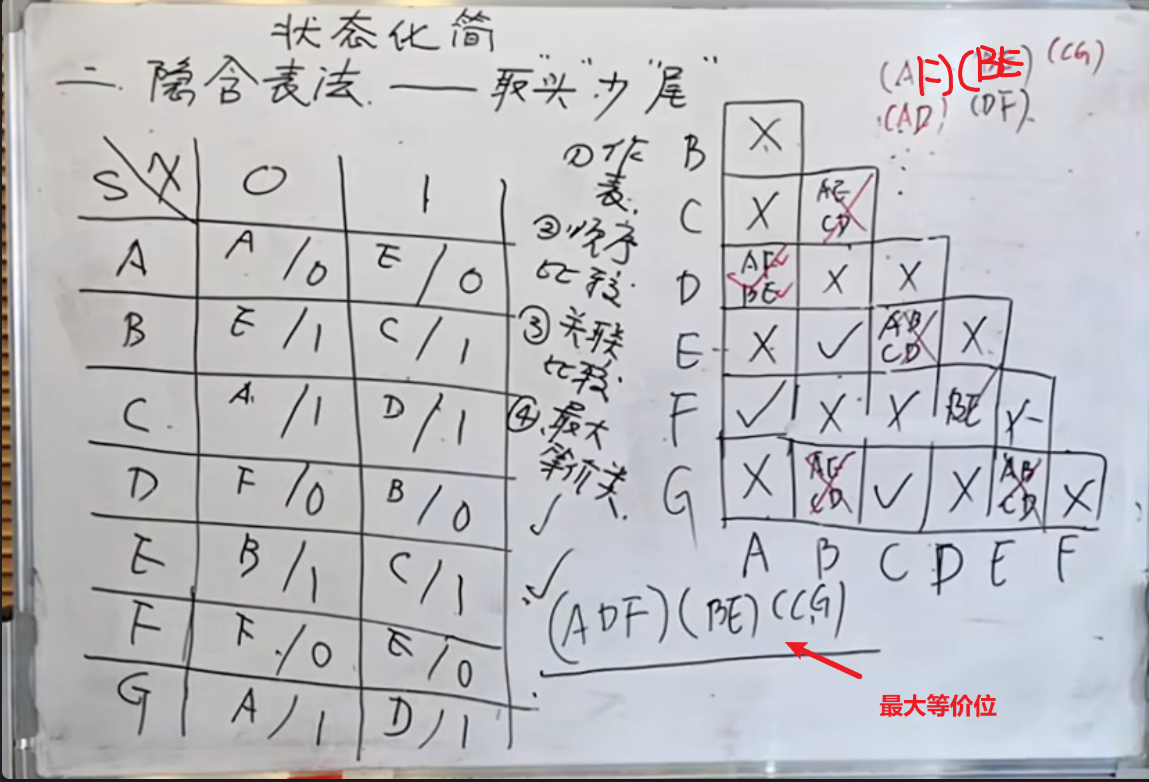 状态化简
二. 隐含表法. —— 取"头"少"尾"
(AF)(BE) (CG)
(AD) (DF).
S X 0 1
A A/0 E/0
B E/1 C/1
C A/1 D/1
D F/0 B/0
E B/1 C/1
F F/0 E/0
G A/1 D/1
①作表.
②顺序比较.
③关联比较.
④.最大等价类.
✓
✓
B X
C X AE CD
D AF✓ BE✓ X X
E X ✓ AB CD X
F ✓ X X BE X
G X AE CD ✓ X AB CD X
A B C D E F
(ADF)(BE)(CG)
最大等价位